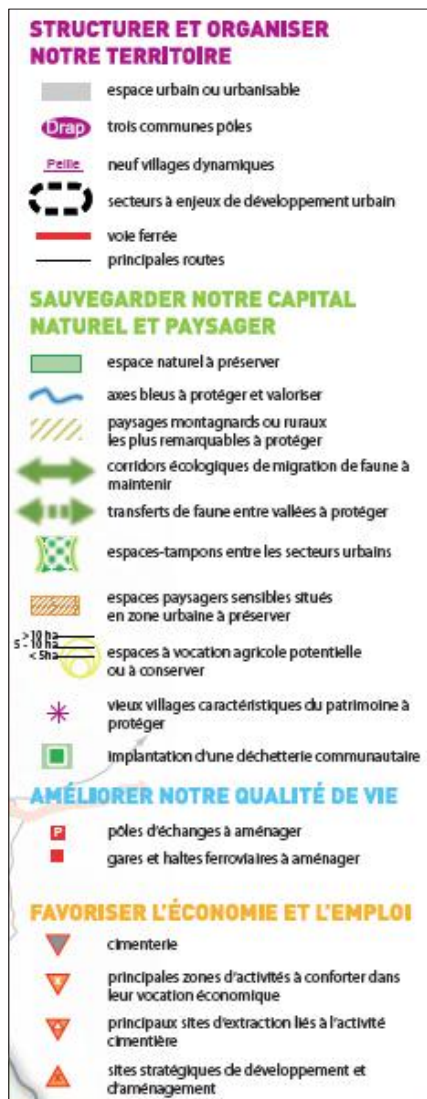 STRUCTURER ET ORGANISER
NOTRE TERRITOIRE
espace urbain ou urbanisable
Drap
trois communes pôles
Peille
neuf villages dynamiques
secteurs à enjeux de développement urbain
voie ferrée
principales routes
SAUVEGARDER NOTRE CAPITAL
NATUREL ET PAYSAGER
espace naturel à préserver
axes bleus à protéger et valoriser
paysages montagnards ou ruraux
les plus remarquables à protéger
corridors écologiques de migration de faune à
maintenir
transferts de faune entre vallées à protéger
espaces-tampons entre les secteurs urbains
espaces paysagers sensibles situés
en zone urbaine à préserver
>10 ha
5 - 10 ha
< 5ha
espaces à vocation agricole potentielle
ou à conserver
vieux villages caractéristiques du patrimoine à
protéger
implantation d'une déchetterie communautaire
AMÉLIORER NOTRE QUALITÉ DE VIE
P
pôles d'échanges à aménager
gares et haltes ferroviaires à aménager
FAVORISER L'ÉCONOMIE ET L'EMPLOI
cimenterie
principales zones d'activités à conforter dans
leur vocation économique
principaux sites d'extraction liés à l'activité
cimentière
sites stratégiques de développement et
d'aménagement